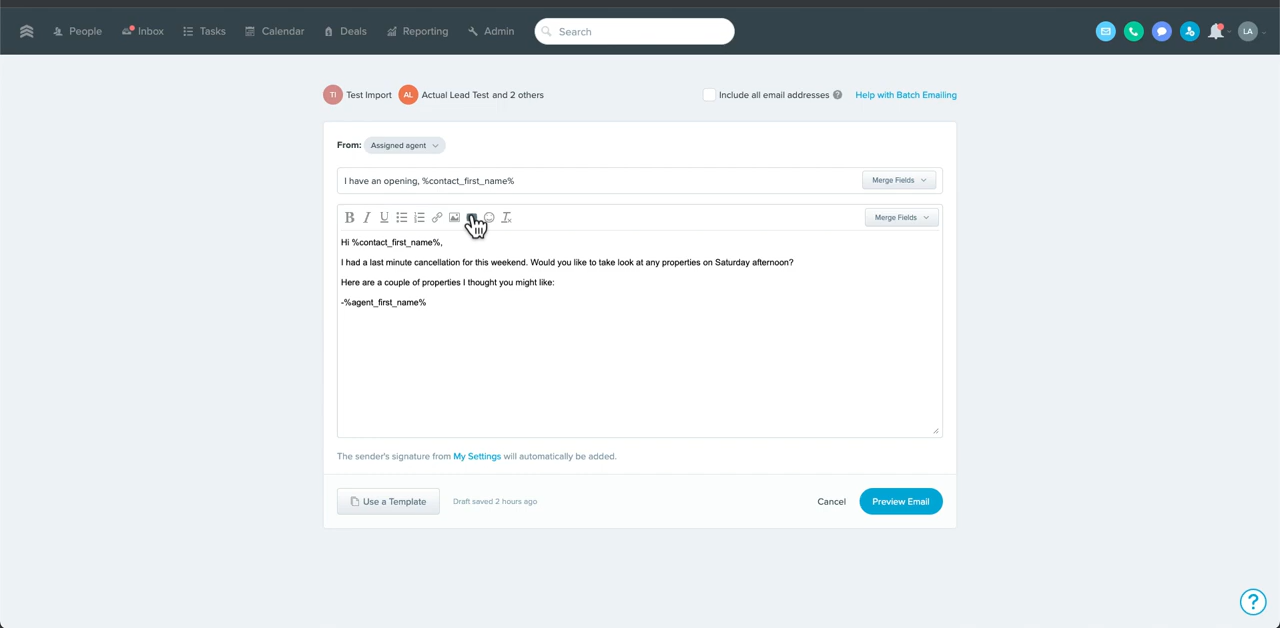 People Inbox Tasks Calendar Deals Reporting Admin Search LA
TI Test Import AL Actual Lead Test and 2 others Include all email addresses ? Help with Batch Emailing
From: Assigned agent
I have an opening, %contact_first_name% Merge Fields
B I U Merge Fields
Hi %contact_first_name%,
I had a last minute cancellation for this weekend. Would you like to take look at any properties on Saturday afternoon?
Here are a couple of properties I thought you might like:
-%agent_first_name%
The sender's signature from My Settings will automatically be added.
Use a Template Draft saved 2 hours ago Cancel Preview Email
?